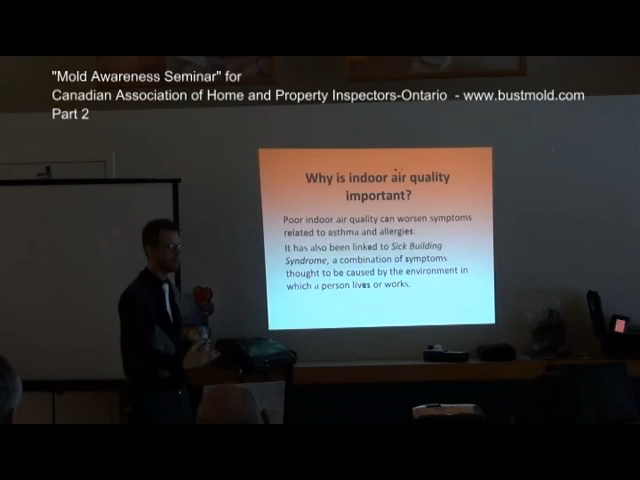 "Mold Awareness Seminar" for
Canadian Association of Home and Property Inspectors-Ontario - www.bustmold.com
Part 2
Why is indoor air quality
important?
Poor indoor air quality can worsen symptoms
related to asthma and allergies.
It has also been linked to Sick Building
Syndrome, a combination of symptoms
thought to be caused by the environment in
which a person lives or works.